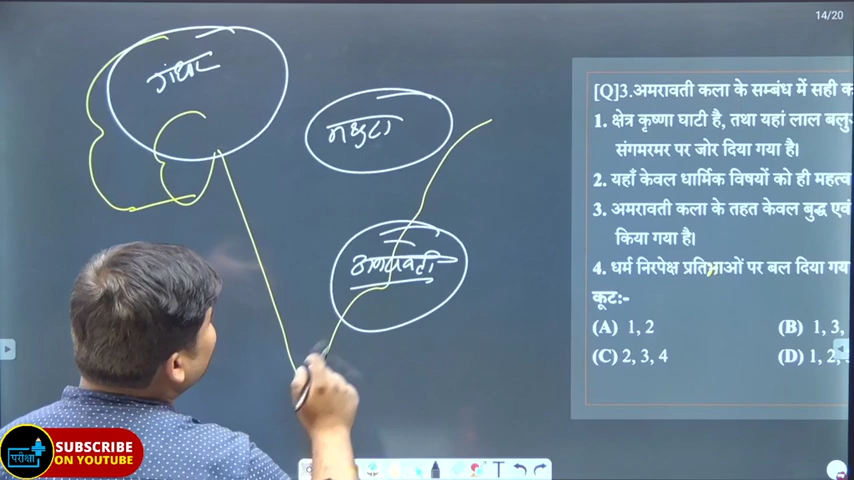 14/20
गंधार
मथुरा
अमरावती
[Q]3.अमरावती कला के सम्बंध में सही क
1. क्षेत्र कृष्णा घाटी है, तथा यहां लाल बलु
संगमरमर पर जोर दिया गया है।
2. यहाँ केवल धार्मिक विषयों को ही महत्व
3. अमरावती कला के तहत केवल बुद्ध एवं
किया गया है।
4. धर्म निरपेक्ष प्रतिमाओं पर बल दिया गय
कूट:-
(A) 1, 2
(B) 1, 3,
(C) 2, 3, 4
(D) 1, 2,
परीक्षा
SUBSCRIBE
ON YOUTUBE
T